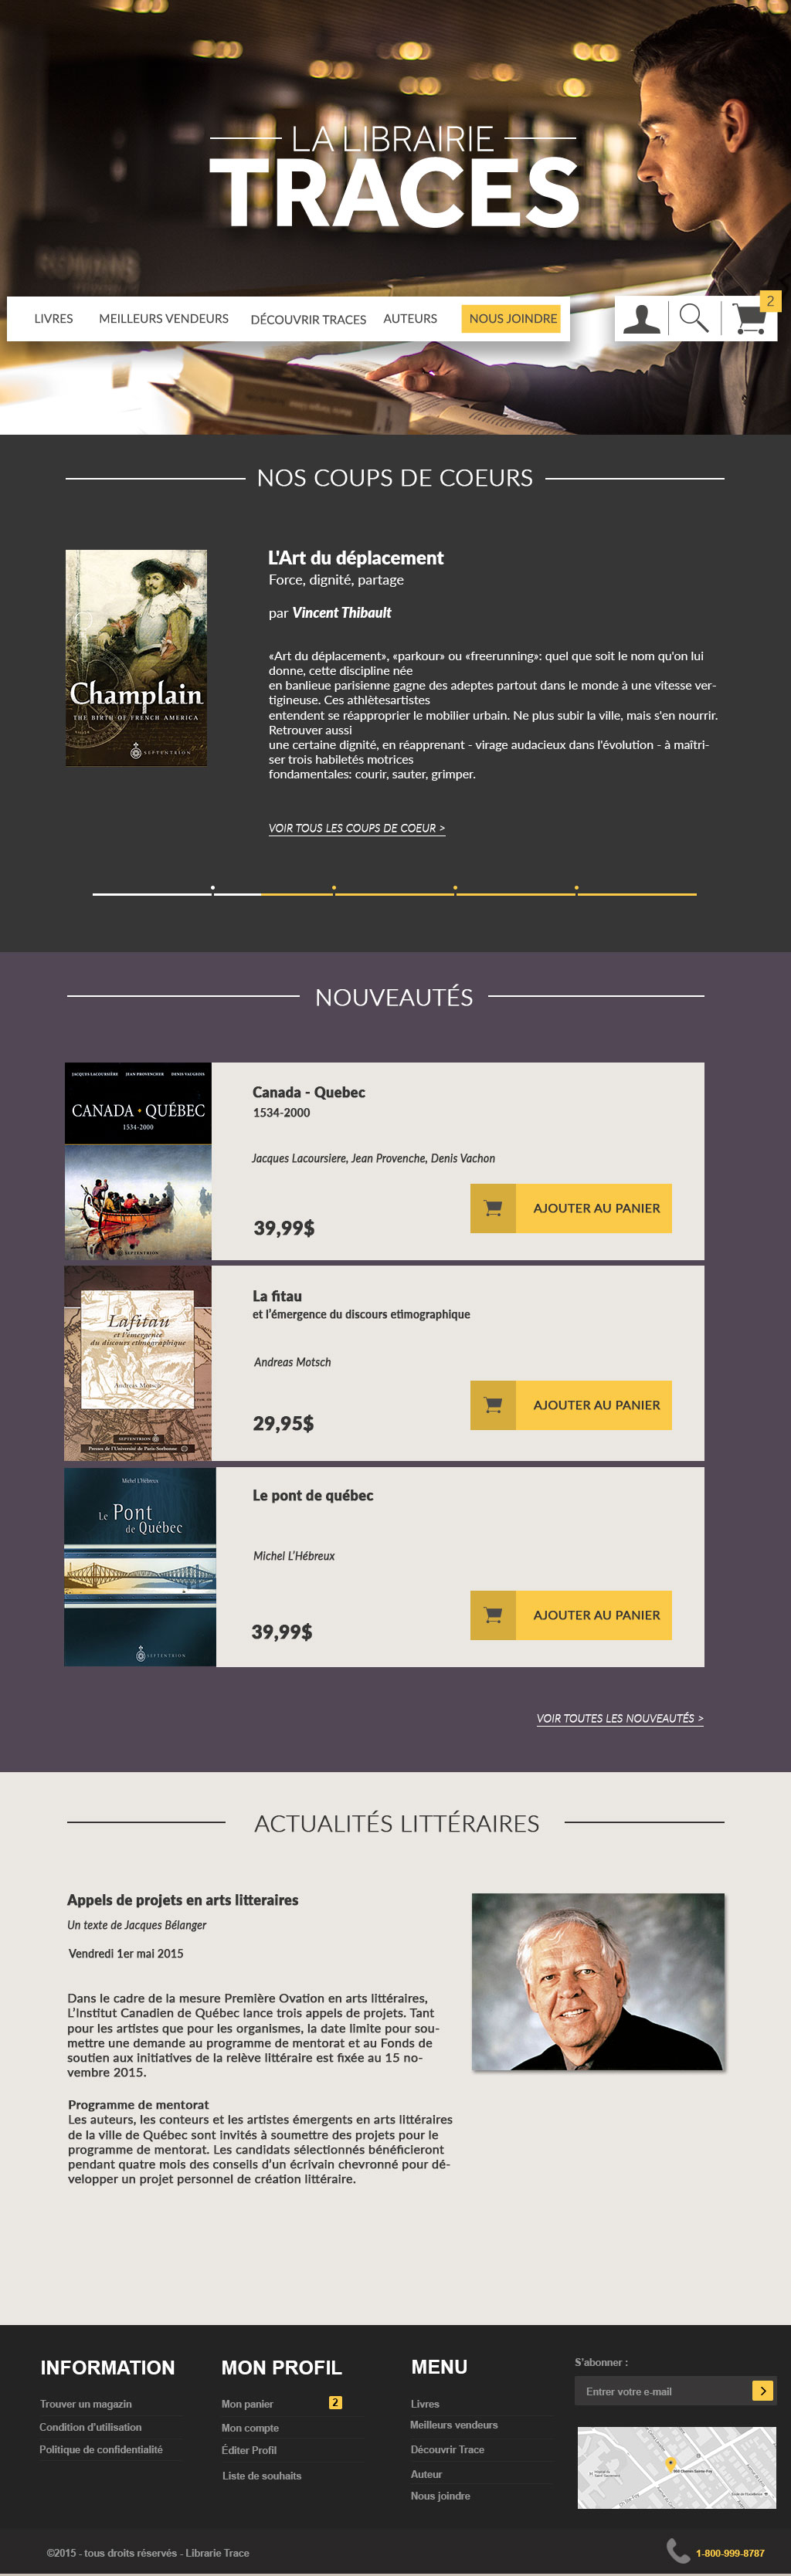 LA LIBRAIRIE
TRACES
LIVRES
MEILLEURS VENDEURS
DÉCOUVRIR TRACES
AUTEURS
NOUS JOINDRE
2
NOS COUPS DE COEURS
Champlain
THE BIRTH OF FRENCH AMERICA
SEPTENTRION
L'Art du déplacement
Force, dignité, partage
par Vincent Thibault
«Art du déplacement», «parkour» ou «freerunning»: quel que soit le nom qu'on lui
donne, cette discipline née
en banlieue parisienne gagne des adeptes partout dans le monde à une vitesse ver-
tigineuse. Ces athlètesartistes
entendent se réapproprier le mobilier urbain. Ne plus subir la ville, mais s'en nourrir.
Retrouver aussi
une certaine dignité, en réapprenant - virage audacieux dans l'évolution - à maîtri-
ser trois habiletés motrices
fondamentales: courir, sauter, grimper.
VOIR TOUS LES COUPS DE COEUR >
NOUVEAUTÉS
JACQUES LACOURSIÈRE JEAN PROVENCHER DENIS VAUGEOIS
CANADA • QUÉBEC
1534-2000
SEPTENTRION
Canada - Quebec
1534-2000
Jacques Lacoursiere, Jean Provenche, Denis Vachon
39,99$
AJOUTER AU PANIER
Lafitau
et l'émergence
du discours ethnographique
Andreas Motsch
SEPTENTRION
Presses de l'Université de Paris-Sorbonne
La fitau
et l'émergence du discours etimographique
Andreas Motsch
29,95$
AJOUTER AU PANIER
Michel L'Hébreux
Le Pont
de Québec
SEPTENTRION
Le pont de québec
Michel L'Hébreux
39,99$
AJOUTER AU PANIER
VOIR TOUTES LES NOUVEAUTÉS >
ACTUALITÉS LITTÉRAIRES
Appels de projets en arts litteraires
Un texte de Jacques Bélanger
Vendredi 1er mai 2015
Dans le cadre de la mesure Première Ovation en arts littéraires,
L'Institut Canadien de Québec lance trois appels de projets. Tant
pour les artistes que pour les organismes, la date limite pour sou-
mettre une demande au programme de mentorat et au Fonds de
soutien aux initiatives de la relève littéraire est fixée au 15 no-
vembre 2015.
Programme de mentorat
Les auteurs, les conteurs et les artistes émergents en arts littéraires
de la ville de Québec sont invités à soumettre des projets pour le
programme de mentorat. Les candidats sélectionnés bénéficieront
pendant quatre mois des conseils d'un écrivain chevronné pour dé-
velopper un projet personnel de création littéraire.
INFORMATION
Trouver un magazin
Condition d'utilisation
Politique de confidentialité
MON PROFIL
Mon panier
2
Mon compte
Éditer Profil
Liste de souhaits
MENU
Livres
Meilleurs vendeurs
Découvrir Trace
Auteur
Nous joindre
S'abonner :
Entrer votre e-mail
©2015 - tous droits réservés - Librarie Trace
1-800-999-8787